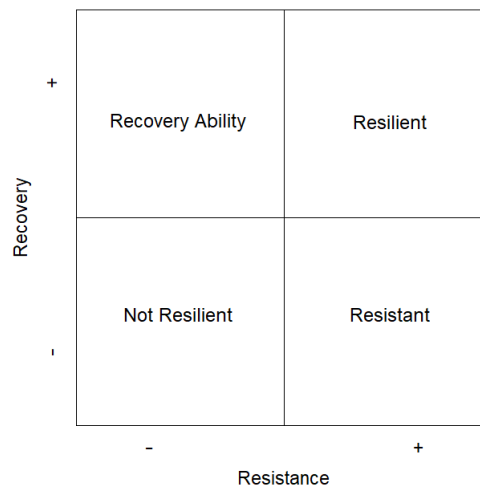 +
Recovery Ability
Resilient
Recovery
Not Resilient
Resistant
-
-
+
Resistance